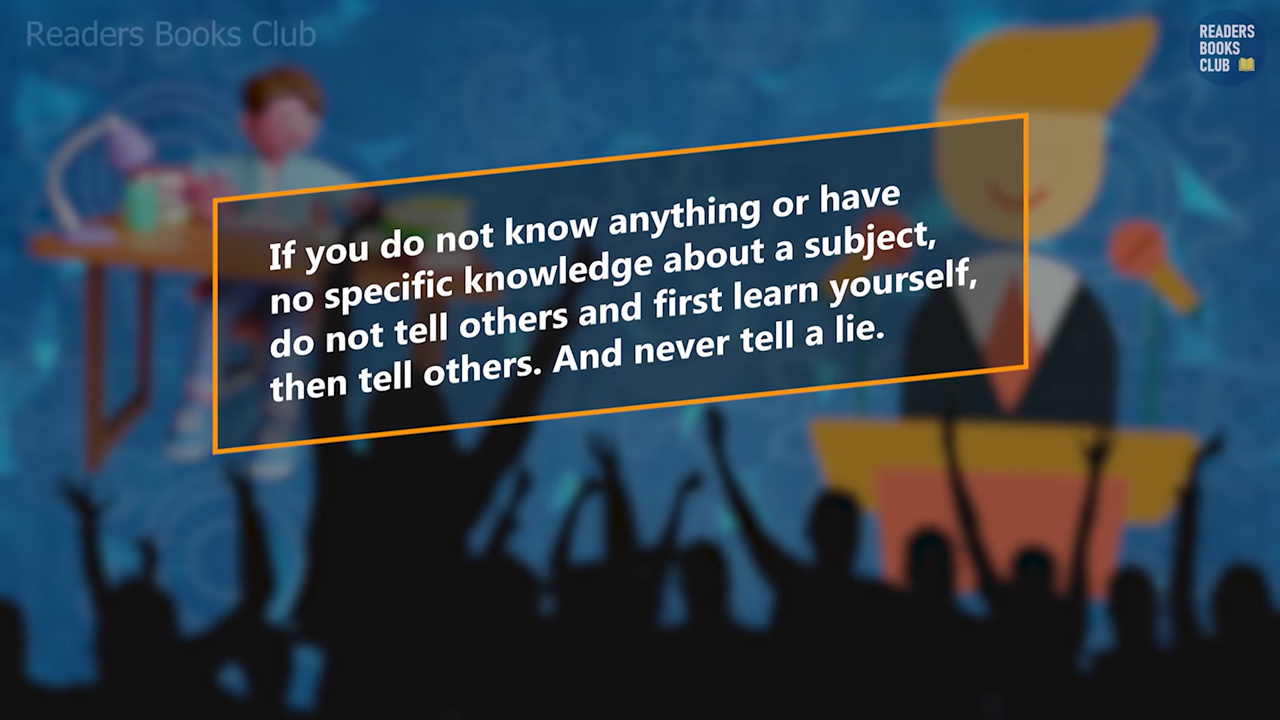 Readers Books Club
READERS
BOOKS
CLUB
If you do not know anything or have
no specific knowledge about a subject,
do not tell others and first learn yourself,
then tell others. And never tell a lie.